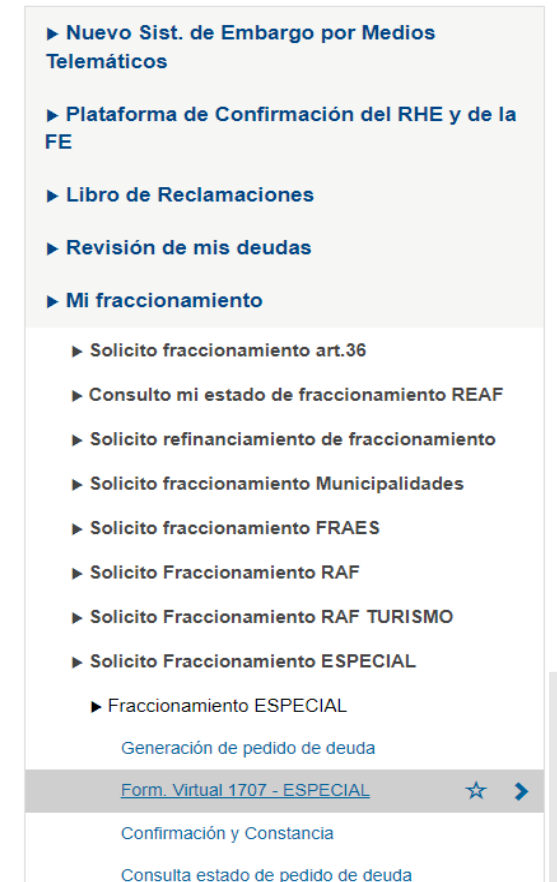 ▶ Nuevo Sist. de Embargo por Medios
Telemáticos
▶ Plataforma de Confirmación del RHE y de la
FE
▶ Libro de Reclamaciones
▶ Revisión de mis deudas
▶ Mi fraccionamiento
▶ Solicito fraccionamiento art.36
▶ Consulto mi estado de fraccionamiento REAF
▶ Solicito refinanciamiento de fraccionamiento
▶ Solicito fraccionamiento Municipalidades
▶ Solicito fraccionamiento FRAES
▶ Solicito Fraccionamiento RAF
▶ Solicito Fraccionamiento RAF TURISMO
▶ Solicito Fraccionamiento ESPECIAL
▶ Fraccionamiento ESPECIAL
Generación de pedido de deuda
Form. Virtual 1707 - ESPECIAL
Confirmación y Constancia
Consulta estado de pedido de deuda